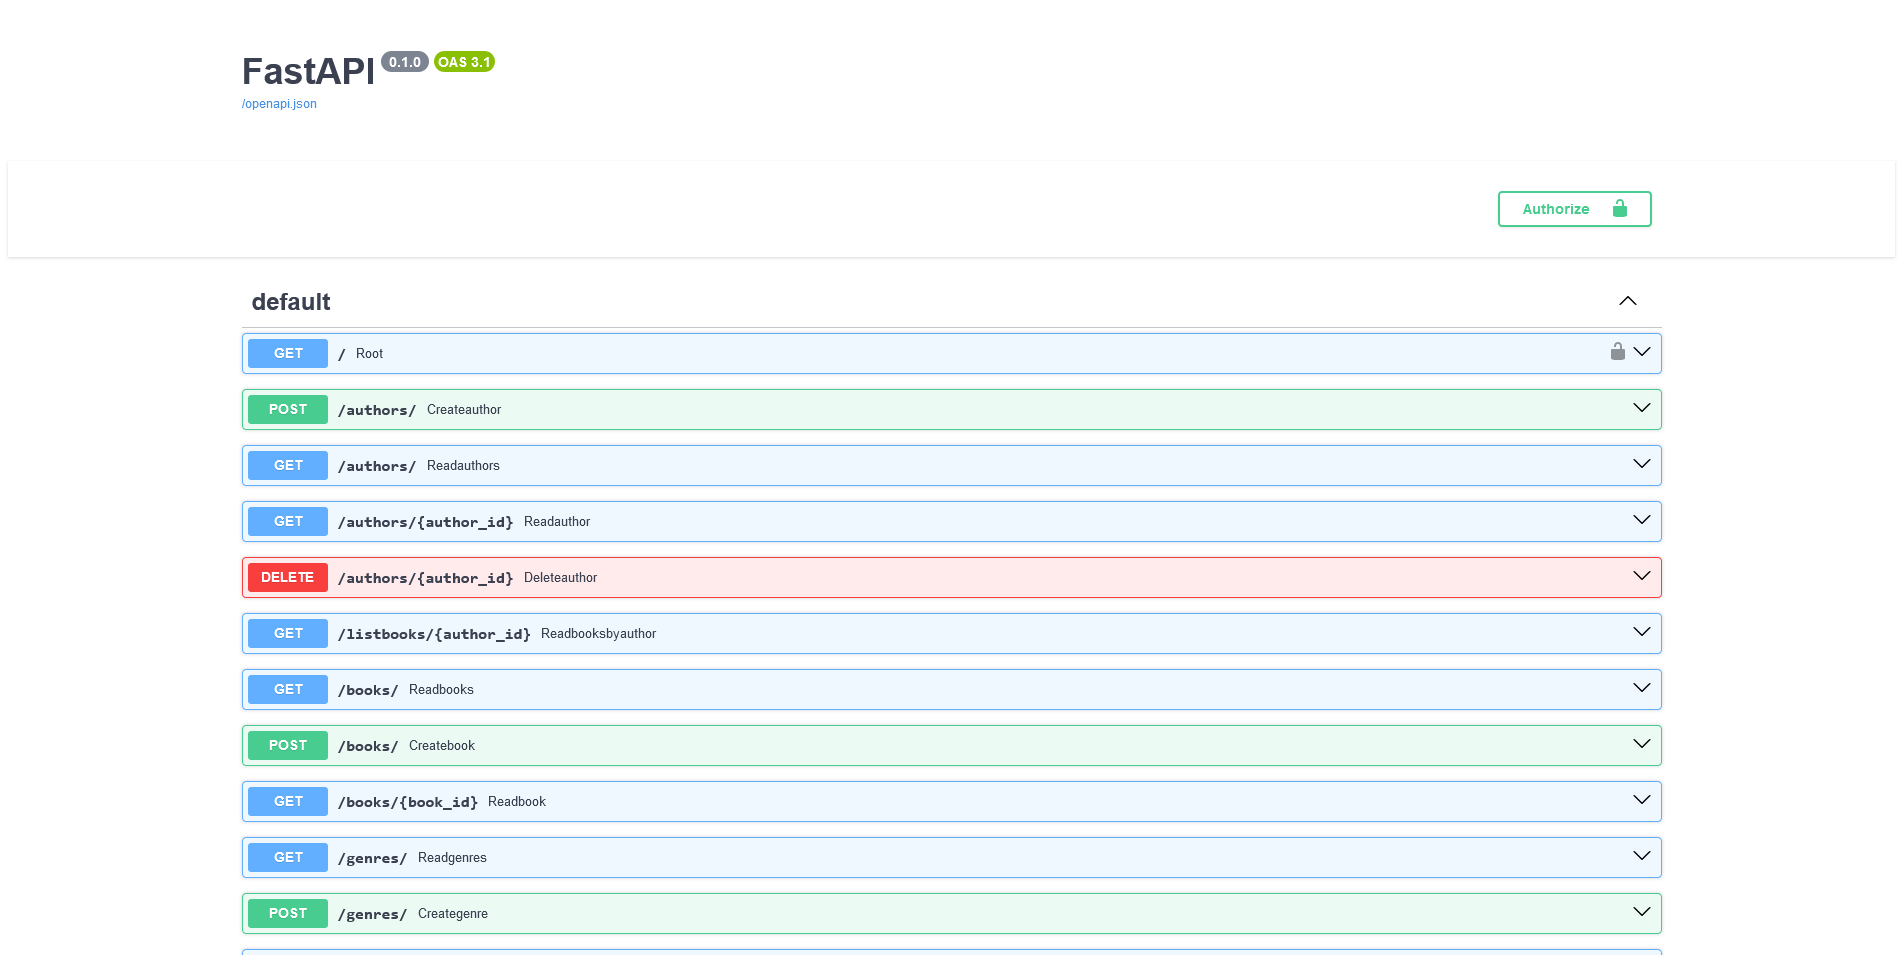 FastAPI 0.1.0 OAS 3.1
/openapi.json
Authorize
default
GET / Root
POST /authors/ Createauthor
GET /authors/ Readauthors
GET /authors/{author_id} Readauthor
DELETE /authors/{author_id} Deleteauthor
GET /listbooks/{author_id} Readbooksbyauthor
GET /books/ Readbooks
POST /books/ Createbook
GET /books/{book_id} Readbook
GET /genres/ Readgenres
POST /genres/ Creategenre